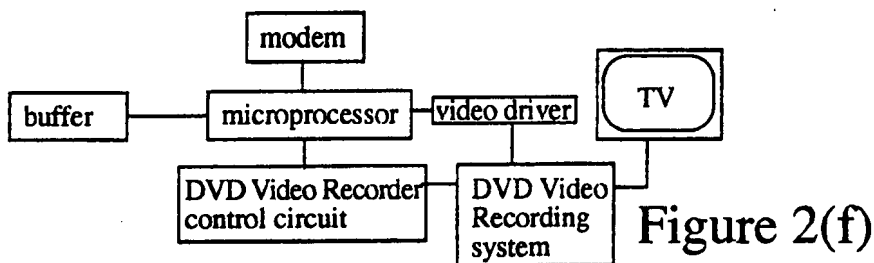 modem
buffer
microprocessor
video driver
TV
DVD Video Recorder
control circuit
DVD Video
Recording
system
Figure 2(f)